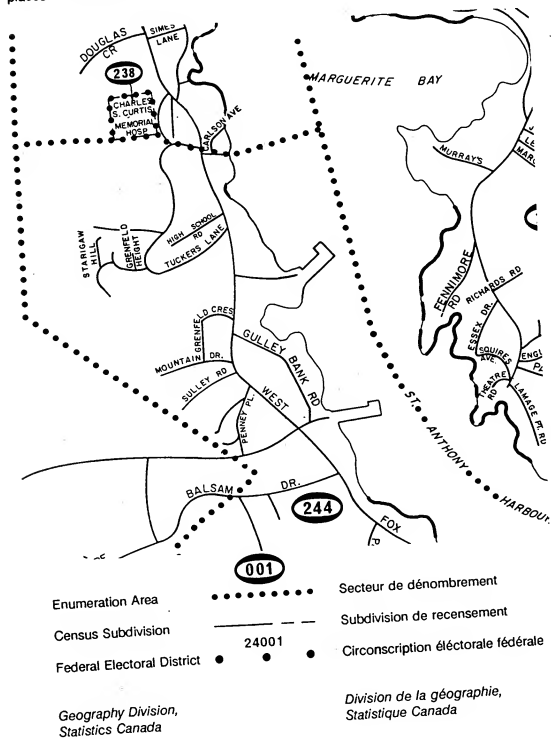 places
DOUGLAS
CR
SIMES
LANE
238
CHARLES
S. CURTIS
MEMORIAL
HOSP
CARLSON AVE
MARGUERITE BAY
MURRAY'S
HIGH SCHOOL
RD
TUCKERS LANE
STARIGAW
HILL
GRENFELD
HEIGHT
FENNIMORE
RD
RICHARDS RD
ESSEX DR.
SQUIRES
AVE
THEATRE
RD
LAMAGE PT. RD
GRENFELD CRES
MOUNTAIN DR.
SULLEY RD
GULLEY BANK RD
PENNEY PL.
WEST
ST. ANTHONY HARBOUR
BALSAM DR.
244
FOX
001
Enumeration Area Secteur de dénombrement
Census Subdivision Subdivision de recensement
24001
Federal Electoral District Circonscription éléctorale fédérale
Geography Division,
Statistics Canada
Division de la géographie,
Statistique Canada